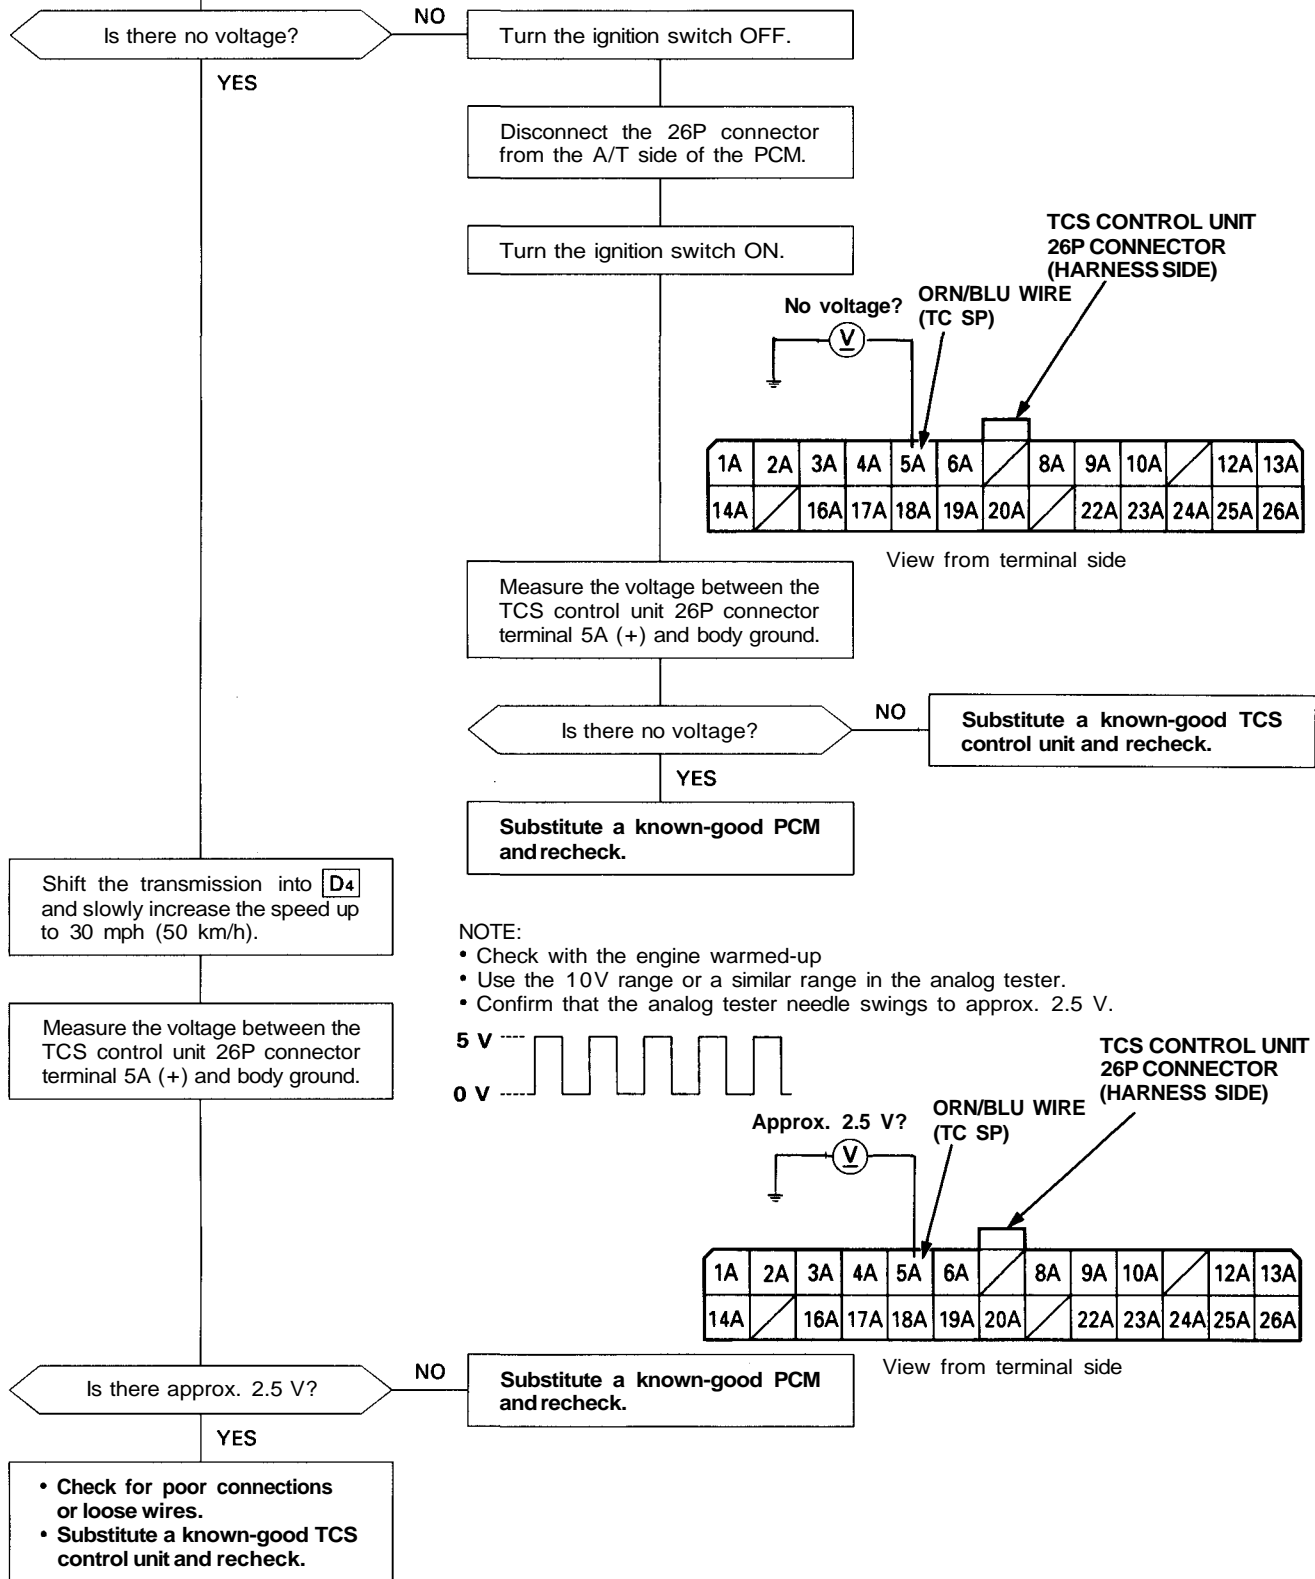 Is there no voltage?
NO
YES
Turn the ignition switch OFF.
Disconnect the 26P connector
from the A/T side of the PCM.
Turn the ignition switch ON.
TCS CONTROL UNIT
26P CONNECTOR
(HARNESS SIDE)
No voltage?
ORN/BLU WIRE
(TC SP)
V
1A 2A 3A 4A 5A 6A 8A 9A 10A 12A 13A
14A 16A 17A 18A 19A 20A 22A 23A 24A 25A 26A
View from terminal side
Measure the voltage between the
TCS control unit 26P connector
terminal 5A (+) and body ground.
Is there no voltage?
NO
Substitute a known-good TCS
control unit and recheck.
YES
Substitute a known-good PCM
and recheck.
Shift the transmission into D4
and slowly increase the speed up
to 30 mph (50 km/h).
Measure the voltage between the
TCS control unit 26P connector
terminal 5A (+) and body ground.
NOTE:
• Check with the engine warmed-up
• Use the 10V range or a similar range in the analog tester.
• Confirm that the analog tester needle swings to approx. 2.5 V.
5 V
0 V
TCS CONTROL UNIT
26P CONNECTOR
(HARNESS SIDE)
Approx. 2.5 V?
ORN/BLU WIRE
(TC SP)
V
1A 2A 3A 4A 5A 6A 8A 9A 10A 12A 13A
14A 16A 17A 18A 19A 20A 22A 23A 24A 25A 26A
View from terminal side
Is there approx. 2.5 V?
NO
Substitute a known-good PCM
and recheck.
YES
• Check for poor connections
or loose wires.
• Substitute a known-good TCS
control unit and recheck.